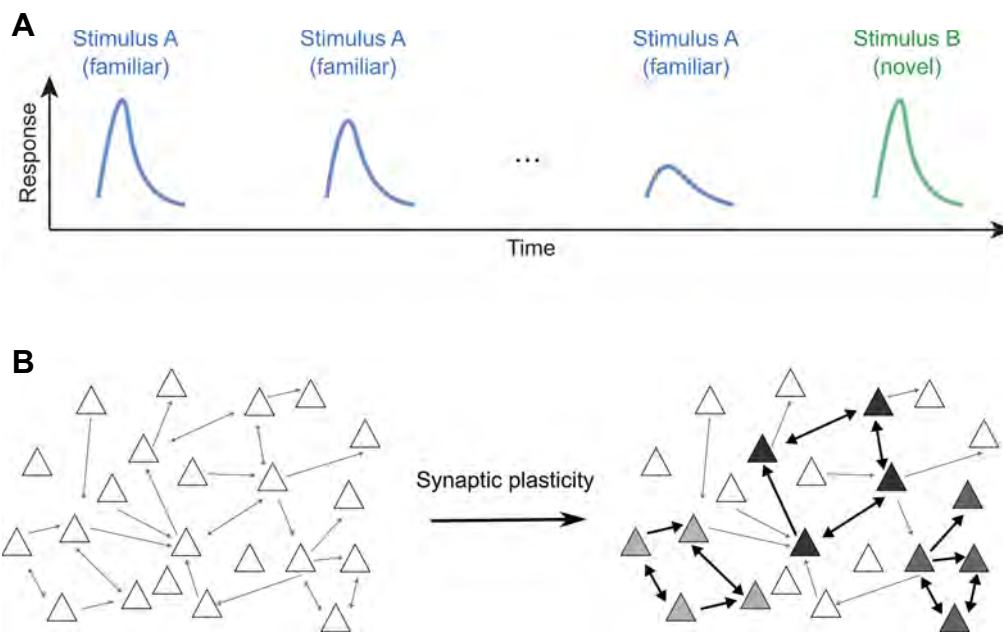 A
Stimulus A
(familiar)
Stimulus A
(familiar)
Stimulus A
(familiar)
Stimulus B
(novel)
Response
...
Time
B
Synaptic plasticity